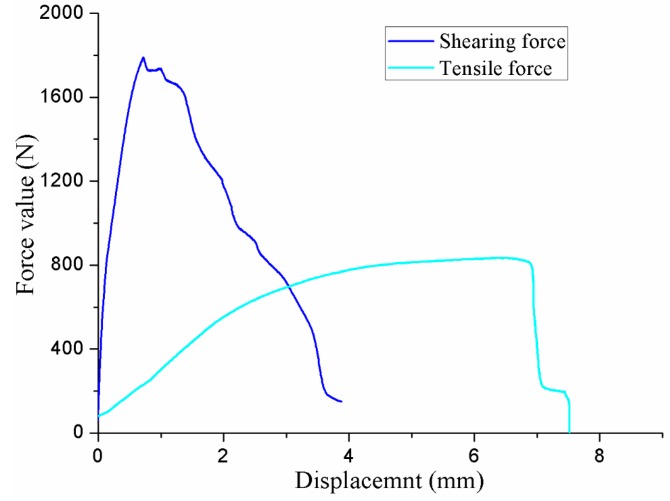 2000
1600
1200
800
400
0
Force value (N)
Shearing force
Tensile force
0 2 4 6 8
Displacemnt (mm)